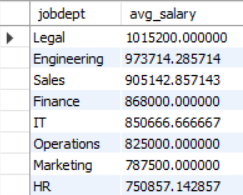 jobdept avg_salary
Legal 1015200.000000
Engineering 973714.285714
Sales 905142.857143
Finance 868000.000000
IT 850666.666667
Operations 825000.000000
Marketing 787500.000000
HR 750857.142857